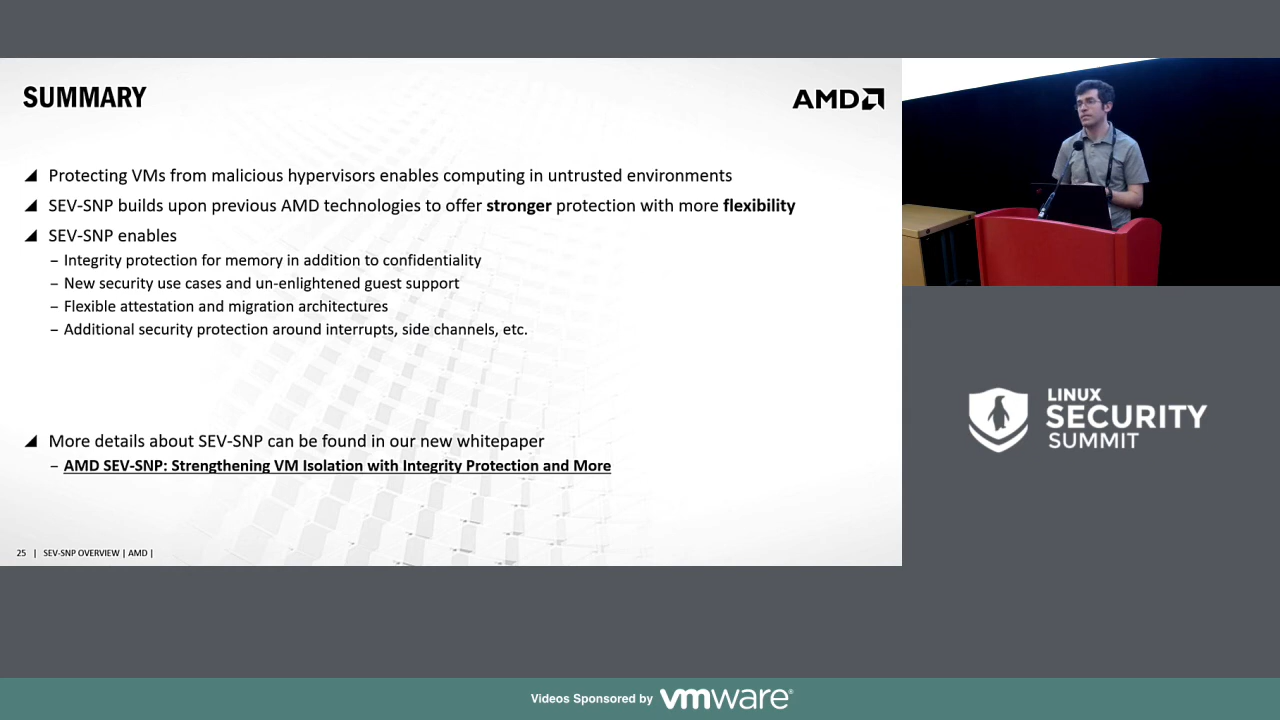 SUMMARY
AMD
Protecting VMs from malicious hypervisors enables computing in untrusted environments
SEV-SNP builds upon previous AMD technologies to offer stronger protection with more flexibility
SEV-SNP enables
– Integrity protection for memory in addition to confidentiality
– New security use cases and un-enlightened guest support
– Flexible attestation and migration architectures
– Additional security protection around interrupts, side channels, etc.
More details about SEV-SNP can be found in our new whitepaper
– AMD SEV-SNP: Strengthening VM Isolation with Integrity Protection and More
25 | SEV-SNP OVERVIEW | AMD |
LINUX
SECURITY
SUMMIT
Videos Sponsored by vmware®